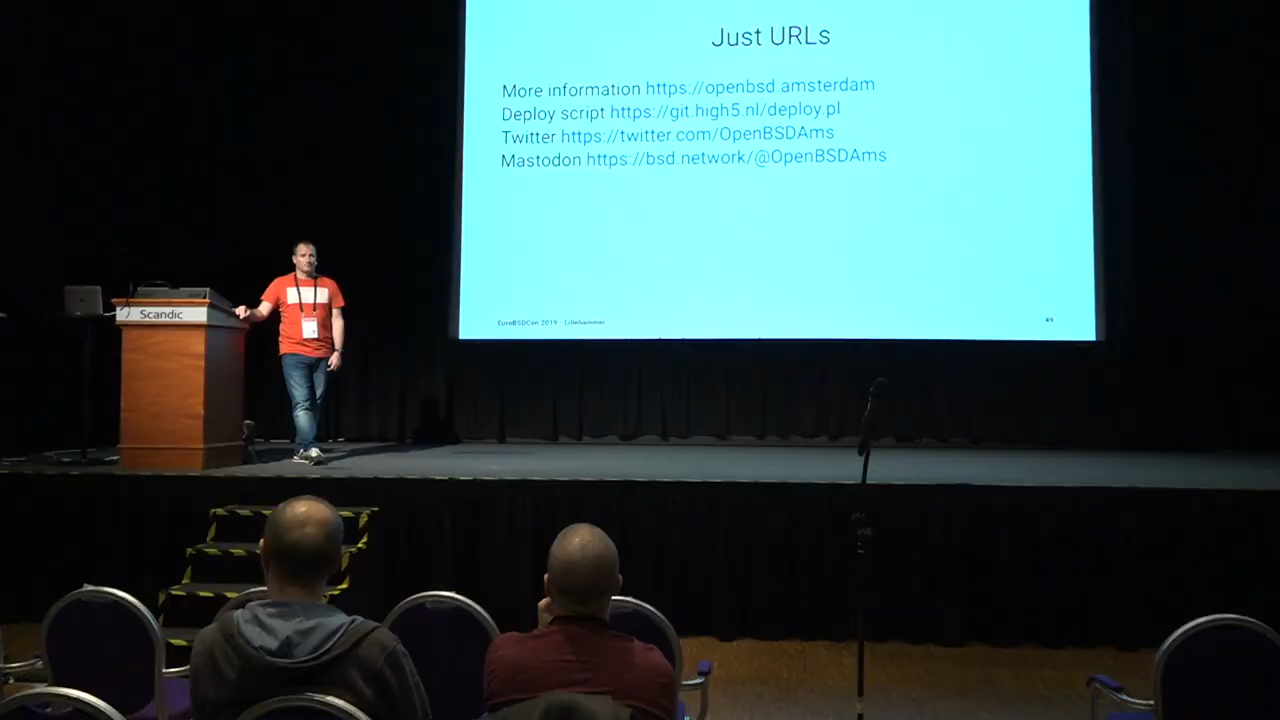 Just URLs
More information https://openbsd.amsterdam
Deploy script https://git.high5.nl/deploy.pl
Twitter https://twitter.com/OpenBSDAms
Mastodon https://bsd.network/@OpenBSDAms
EuroBSDCon 2019 - Lillehammer
49
Scandic